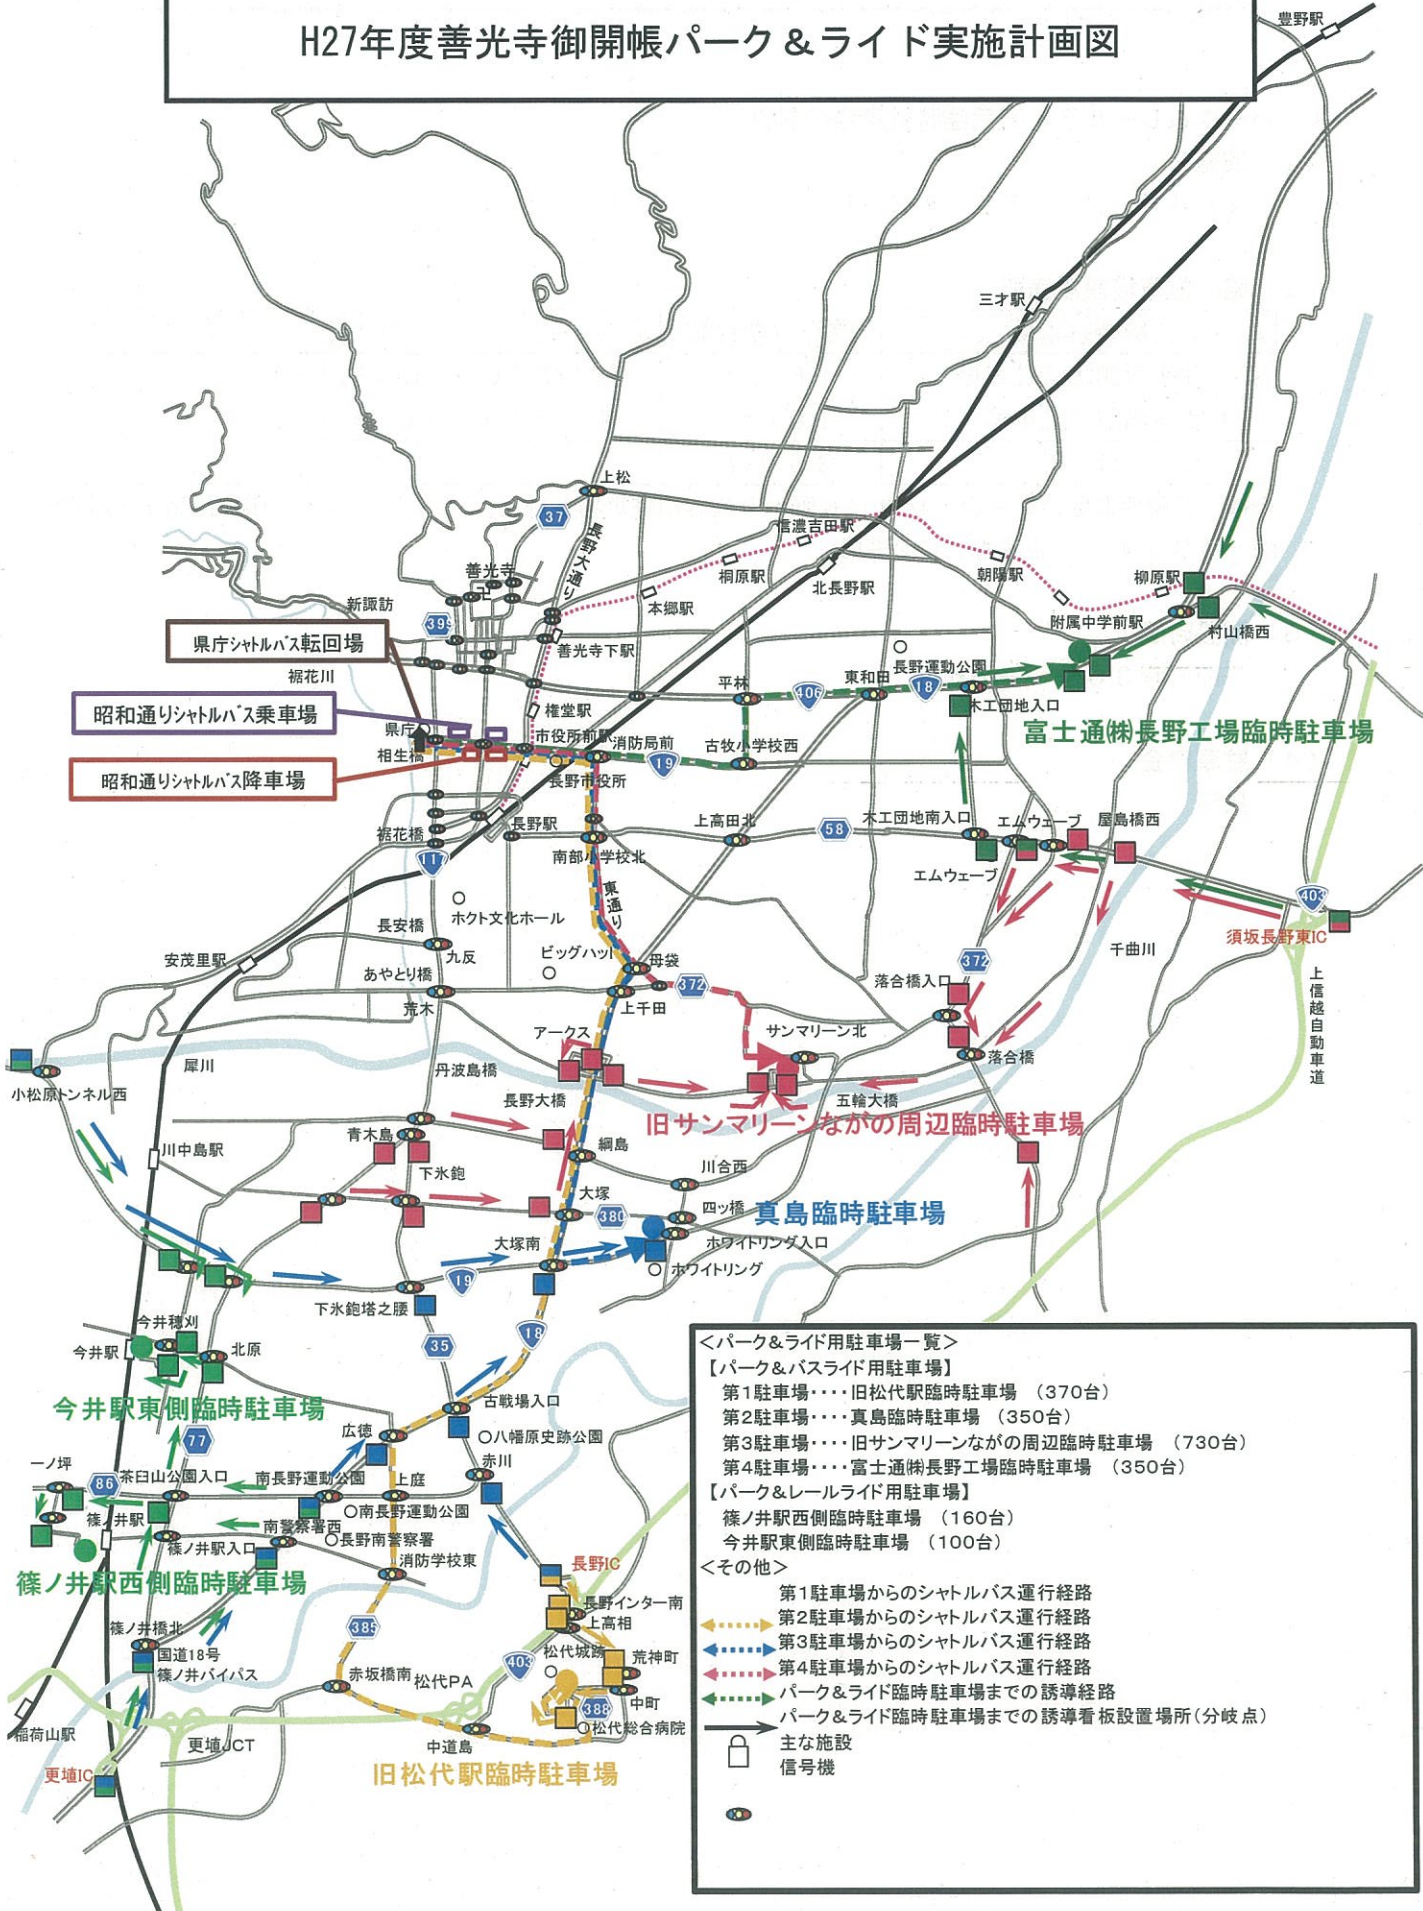 H27年度善光寺御開帳パーク＆ライド実施計画図
豊野駅
三才駅
上松
37
長野大通り
信濃吉田駅
桐原駅
北長野駅
朝陽駅
柳原駅
善光寺
卍
本郷駅
新諏訪
399
附属中学前駅
村山橋西
県庁シャトルバス転回場
善光寺下駅
長野運動公園
裾花川
平林
406
東和田
18
木工団地入口
昭和通りシャトルバス乗車場
権堂駅
県庁
市役所前駅
消防局前
古牧小学校西
富士通㈱長野工場臨時駐車場
相生橋
19
昭和通りシャトルバス降車場
長野市役所
裾花橋
長野駅
上高田北
58
木工団地南入口
エムウェーブ
屋島橋西
117
南部小学校北
エムウェーブ
東通り
403
ホクト文化ホール
長安橋
須坂長野東IC
九反
ビッグハット
千曲川
安茂里駅
あやとり橋
母袋
372
372
落合橋入口
上信越自動車道
荒木
上千田
アークス
サンマリーン北
犀川
丹波島橋
落合橋
小松原トンネル西
長野大橋
五輪大橋
旧サンマリーンながの周辺臨時駐車場
青木島
川中島駅
綱島
下氷鉋
川合西
大塚
380
四ッ橋
真島臨時駐車場
大塚南
ホワイトリング入口
19
ホワイトリング
下氷鉋塔之腰
今井穂刈
今井駅
北原
35
18
今井駅東側臨時駐車場
古戦場入口
広徳
77
八幡原史跡公園
一ノ坪
赤川
86
茶臼山公園入口
南長野運動公園
上庭
篠ノ井駅
南長野運動公園
南警察署西
長野南警察署
篠ノ井駅入口
消防学校東
篠ノ井駅西側臨時駐車場
長野IC
385
長野インター南
上高相
篠ノ井橋北
国道18号
篠ノ井バイパス
松代城跡
荒神町
403
赤坂橋南
松代PA
388
中町
稲荷山駅
松代総合病院
更埴JCT
中道島
更埴IC
旧松代駅臨時駐車場
＜パーク&ライド用駐車場一覧＞
【パーク&バスライド用駐車場】
第1駐車場････旧松代駅臨時駐車場　（370台）
第2駐車場････真島臨時駐車場　（350台）
第3駐車場････旧サンマリーンながの周辺臨時駐車場　（730台）
第4駐車場････富士通㈱長野工場臨時駐車場　（350台）
【パーク&レールライド用駐車場】
篠ノ井駅西側臨時駐車場　（160台）
今井駅東側臨時駐車場　（100台）
＜その他＞
第1駐車場からのシャトルバス運行経路
第2駐車場からのシャトルバス運行経路
第3駐車場からのシャトルバス運行経路
第4駐車場からのシャトルバス運行経路
パーク&ライド臨時駐車場までの誘導経路
パーク&ライド臨時駐車場までの誘導看板設置場所（分岐点）
主な施設
信号機